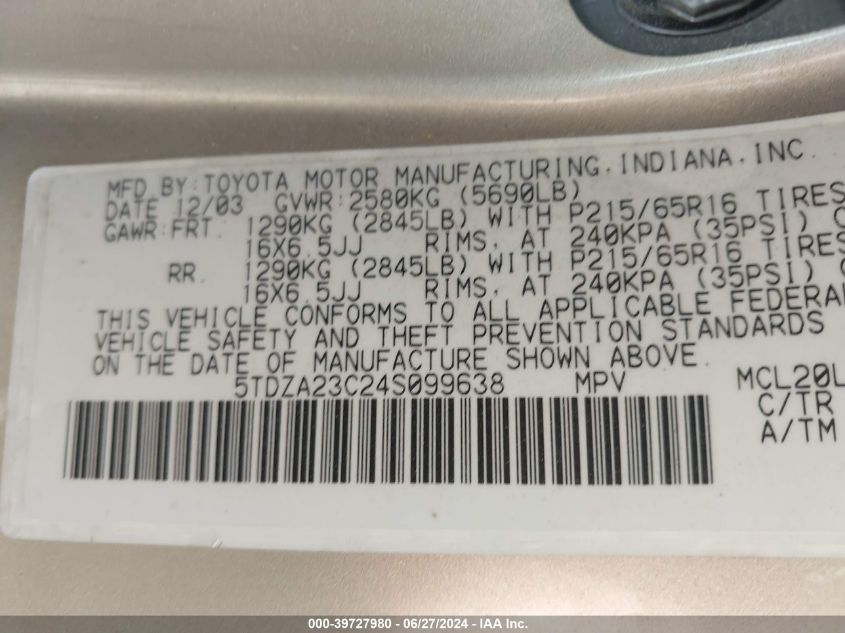 MFD BY:TOYOTA MOTOR MANUFACTURING,INDIANA,INC.
DATE 12/03 GVWR:2580KG (5690LB)
GAWR:FRT. 1290KG (2845LB) WITH P215/65R16 TIRES
16X6.5JJ RIMS, AT 240KPA (35PSI) C
RR. 1290KG (2845LB) WITH P215/65R16 TIRES
16X6.5JJ RIMS, AT 240KPA (35PSI) C
THIS VEHICLE CONFORMS TO ALL APPLICABLE FEDERAL
VEHICLE SAFETY AND THEFT PREVENTION STANDARDS
ON THE DATE OF MANUFACTURE SHOWN ABOVE.
5TDZA23C24S099638 MPV MCL20L
C/TR
A/TM
000-39727980 - 06/27/2024 - IAA Inc.